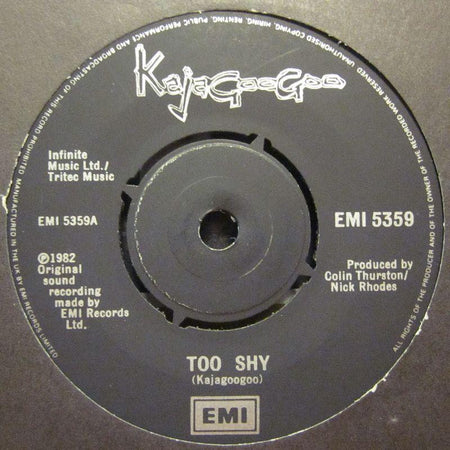 UNAUTHORISED COPYING, HIRING, RENTING, PUBLIC PERFORMANCE AND BROADCASTING OF THIS RECORD PROHIBITED. MANUFACTURED IN THE UK BY EMI RECORDS LIMITED
ALL RIGHTS OF THE PRODUCER AND OF THE OWNER OF THE RECORDED WORK RESERVED
KajaGooGoo
Infinite
Music Ltd./
Tritec Music
EMI 5359A
EMI 5359
℗1982
Original
sound
recording
made by
EMI Records
Ltd.
Produced by
Colin Thurston/
Nick Rhodes
TOO SHY
(Kajagoogoo)
EMI